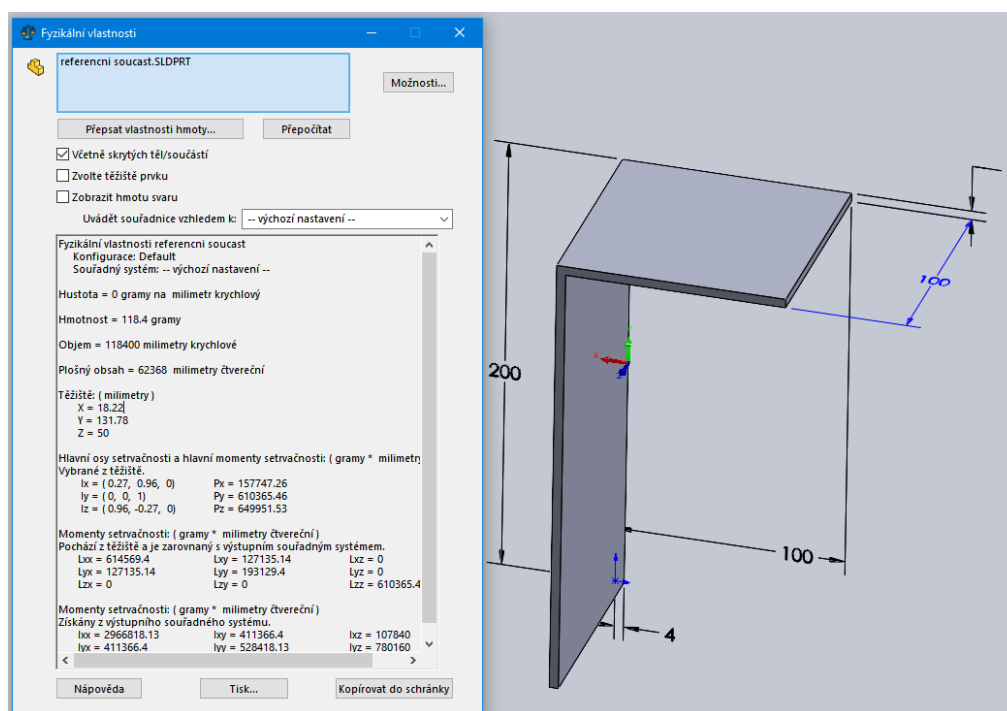 Fyzikální vlastnosti
referencni soucast.SLDPRT
Možnosti...
Přepsat vlastnosti hmoty...
Přepočítat
Včetně skrytých těl/součástí
Zvolte těžiště prvku
Zobrazit hmotu svaru
Uvádět souřadnice vzhledem k: -- výchozí nastavení --
Fyzikální vlastnosti referencni soucast
Konfigurace: Default
Souřadný systém: -- výchozí nastavení --
Hustota = 0 gramy na milimetr krychlový
Hmotnost = 118.4 gramy
Objem = 118400 milimetry krychlové
Plošný obsah = 62368 milimetry čtvereční
Těžiště: ( milimetry )
X = 18.22
Y = 131.78
Z = 50
Hlavní osy setrvačnosti a hlavní momenty setrvačnosti: ( gramy * milimetry
Vybrané z těžiště.
Ix = ( 0.27, 0.96, 0) Px = 157747.26
Iy = ( 0, 0, 1) Py = 610365.46
Iz = ( 0.96, -0.27, 0) Pz = 649951.53
Momenty setrvačnosti: ( gramy * milimetry čtvereční )
Pochází z těžiště a je zarovnaný s výstupním souřadným systémem.
Lxx = 614569.4 Lxy = 127135.14 Lxz = 0
Lyx = 127135.14 Lyy = 193129.4 Lyz = 0
Lzx = 0 Lzy = 0 Lzz = 610365.4
Momenty setrvačnosti: ( gramy * milimetry čtvereční )
Získány z výstupního souřadného systému.
Ixx = 2966818.13 Ixy = 411366.4 Ixz = 107840
Iyx = 411366.4 Iyy = 528418.13 Iyz = 780160
Nápověda
Tisk...
Kopírovat do schránky
100
200
X
Y
Z
100
4